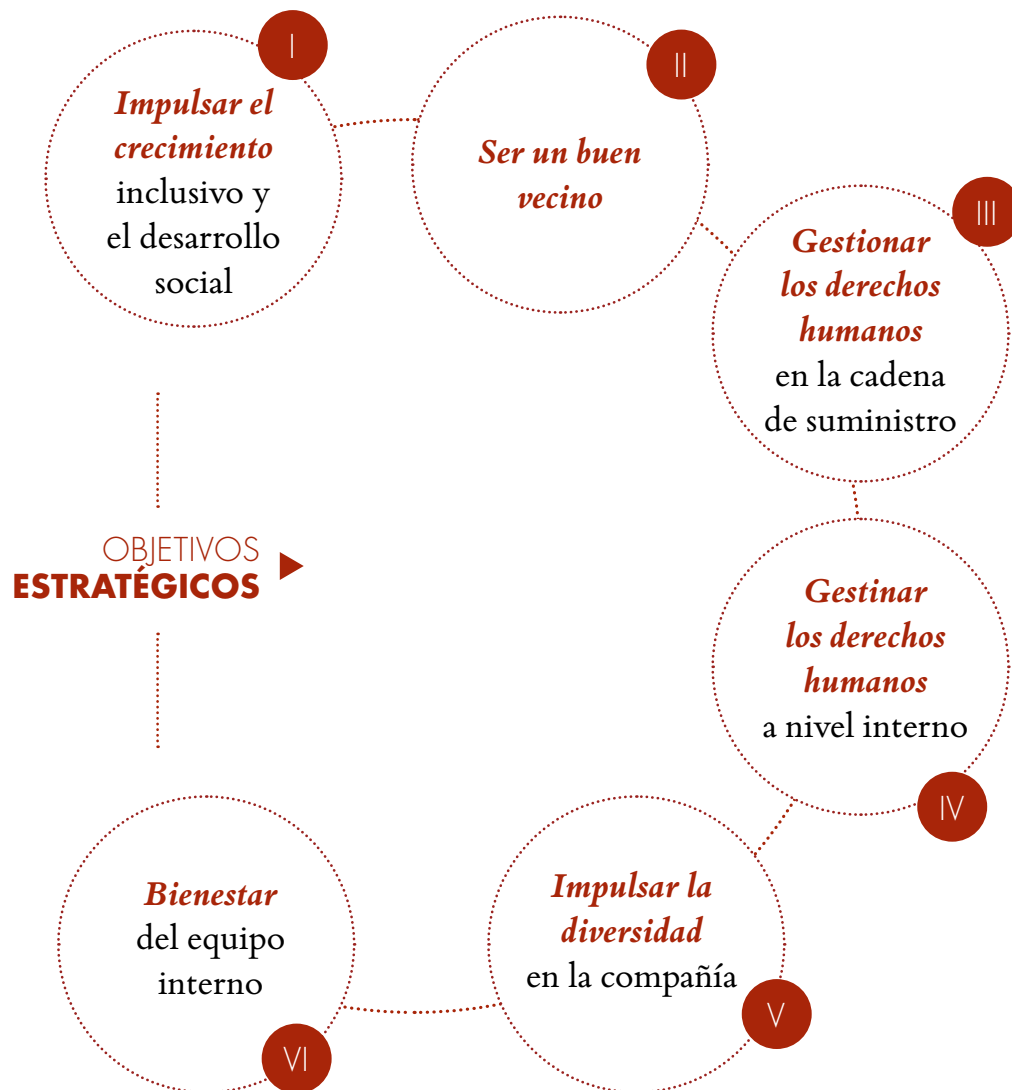 I
Impulsar el
crecimiento
inclusivo y
el desarrollo
social
II
Ser un buen
vecino
III
Gestionar
los derechos
humanos
en la cadena
de suministro
OBJETIVOS
ESTRATÉGICOS
Gestinar
los derechos
humanos
a nivel interno
IV
Impulsar la
diversidad
en la compañía
V
Bienestar
del equipo
interno
VI